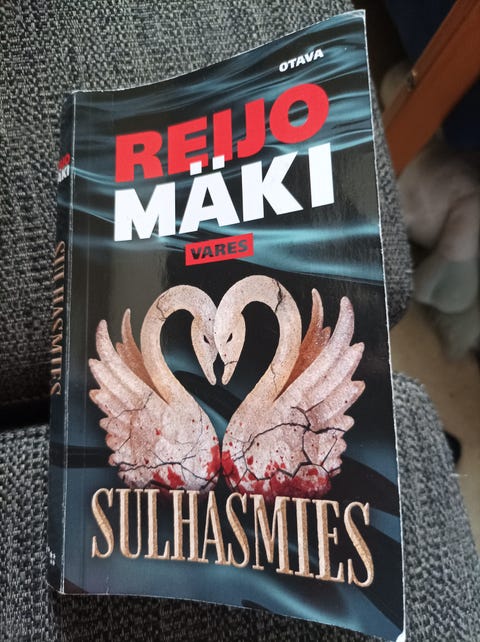 OTAVA
REIJO
MÄKI
VARES
SULHASMIES
SULHASMIES